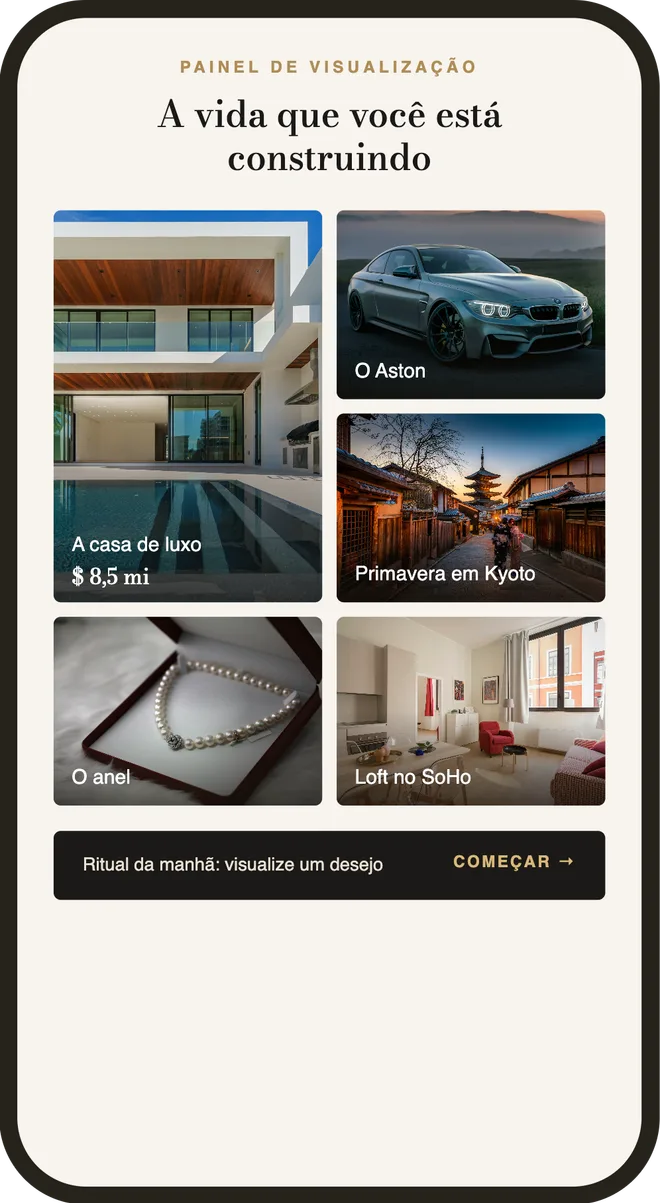 PAINEL DE VISUALIZAÇÃO
A vida que você está
construindo
A casa de luxo
$ 8,5 mi
O Aston
Primavera em Kyoto
O anel
Loft no SoHo
Ritual da manhã: visualize um desejo
COMEÇAR →